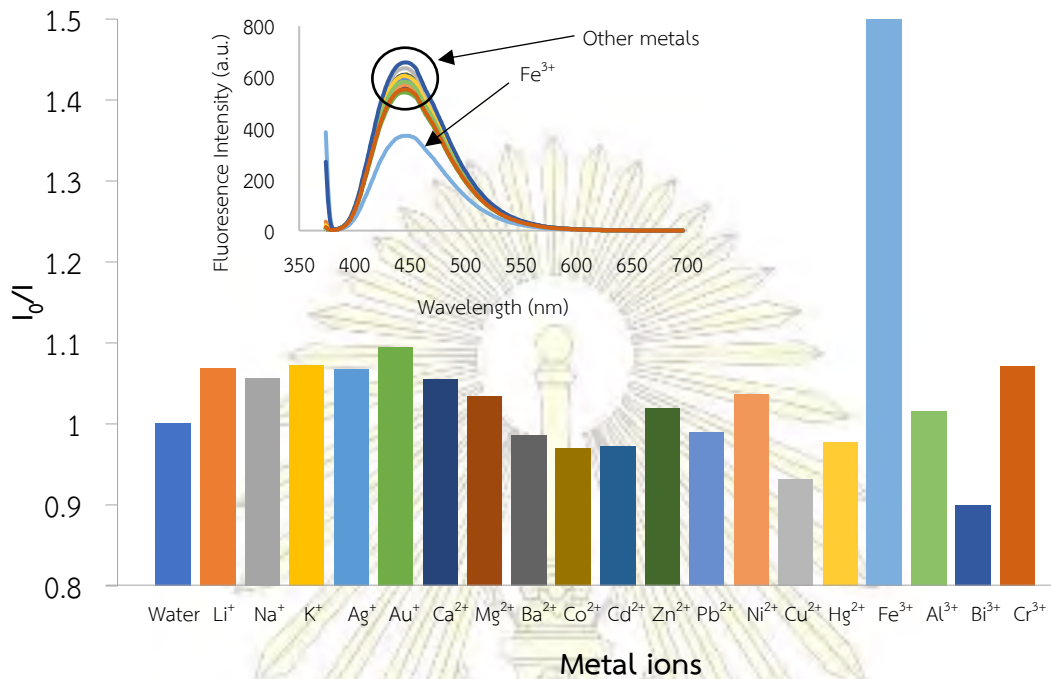 1.5
1.4
1.3
1.2
1.1
1
0.9
0.8
I₀/I
800
600
400
200
0
Fluoresence Intensity (a.u.)
350 400 450 500 550 600 650 700
Wavelength (nm)
Other metals
Fe³⁺
Water Li⁺ Na⁺ K⁺ Ag⁺ Au⁺ Ca²⁺ Mg²⁺ Ba²⁺ Co²⁺ Cd²⁺ Zn²⁺ Pb²⁺ Ni²⁺ Cu²⁺ Hg²⁺ Fe³⁺ Al³⁺ Bi³⁺ Cr³⁺
Metal ions